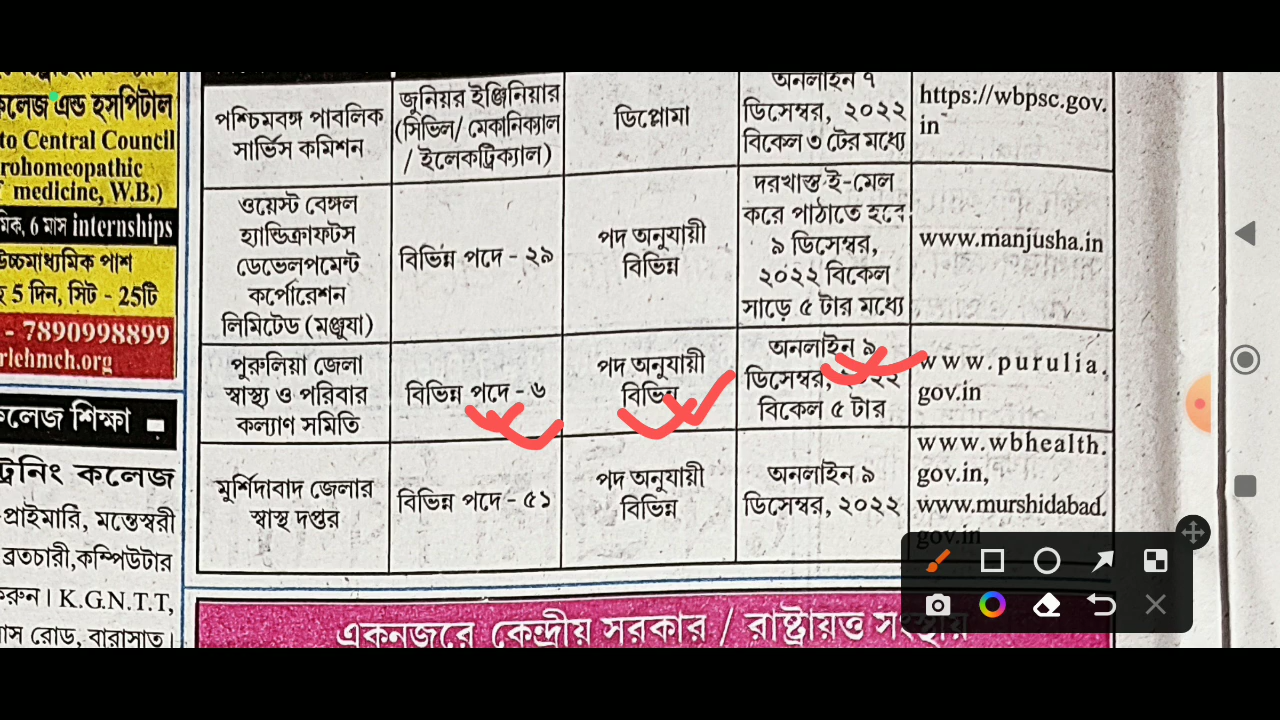 কলেজ এন্ড হসপিটাল
to Central Council
rohomeopathic
medicine, W.B.)
মিক, 6 মাস internships
উচ্চমাধ্যমিক পাশ
5 দিন, সিট - 25টি
- 7890998899
rlehmch.org
কলেজ শিক্ষা
ট্রেনিং কলেজ
প্রাইমারি, মন্তেস্বরী
ব্রতচারী,কম্পিউটার
করুন। K.G.N.T.T,
াস রোড, বারাসাত।
পশ্চিমবঙ্গ পাবলিক
সার্ভিস কমিশন
জুনিয়র ইঞ্জিনিয়ার
(সিভিল/ মেকানিক্যাল
/ ইলেকট্রিক্যাল)
ডিপ্লোমা
অনলাইন ৭
ডিসেম্বর, ২০২২
বিকেল ৩ টের মধ্যে
https://wbpsc.gov.
in
ওয়েস্ট বেঙ্গল
হ্যান্ডিক্রাফটস
ডেভেলপমেন্ট
কর্পোরেশন
লিমিটেড (মঞ্জুষা)
বিভিন্ন পদে - ২৯
পদ অনুযায়ী
বিভিন্ন
দরখাস্ত ই-মেল
করে পাঠাতে হবে
৯ ডিসেম্বর,
২০২২ বিকেল
সাড়ে ৫ টার মধ্যে
www.manjusha.in
পুরুলিয়া জেলা
স্বাস্থ্য ও পরিবার
কল্যাণ সমিতি
বিভিন্ন পদে - ৬
পদ অনুযায়ী
বিভিন্ন
অনলাইন ৯
ডিসেম্বর, ২০২২
বিকেল ৫ টার
www.purulia.
gov.in
মুর্শিদাবাদ জেলার
স্বাস্থ দপ্তর
বিভিন্ন পদে - ৫১
পদ অনুযায়ী
বিভিন্ন
অনলাইন ৯
ডিসেম্বর, ২০২২
www.wbhealth.
gov.in,
www.murshidabad.
gov.in
একনজরে কেন্দ্রীয় সরকার / রাষ্ট্রায়ত্ত সংস্থায়